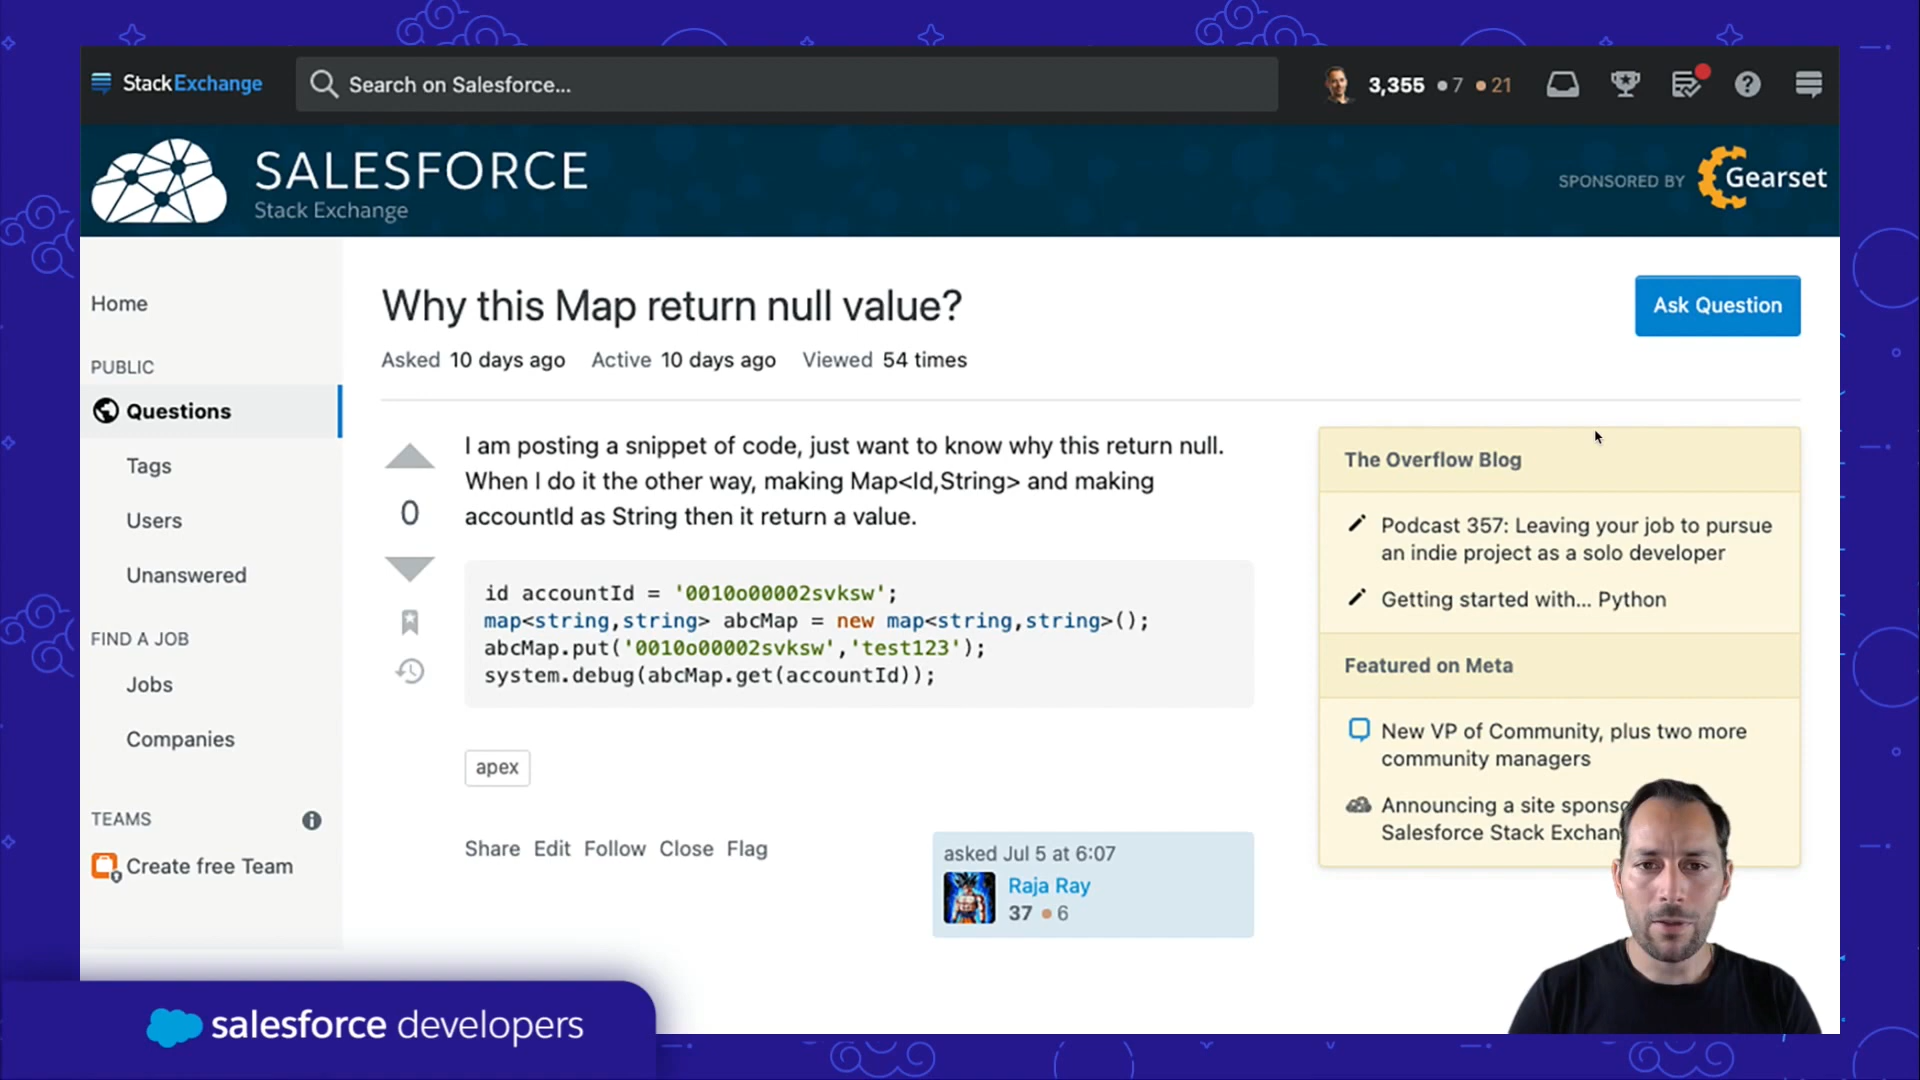 StackExchange
Search on Salesforce...
3,355 7 21
SALESFORCE
Stack Exchange
SPONSORED BY Gearset
Home
PUBLIC
Questions
Tags
Users
Unanswered
FIND A JOB
Jobs
Companies
TEAMS
Create free Team
Why this Map return null value?
Ask Question
Asked 10 days ago Active 10 days ago Viewed 54 times
0
I am posting a snippet of code, just want to know why this return null.
When I do it the other way, making Map<Id,String> and making
accountId as String then it return a value.
id accountId = '0010o00002svksw';
map<string,string> abcMap = new map<string,string>();
abcMap.put('0010o00002svksw','test123');
system.debug(abcMap.get(accountId));
apex
Share Edit Follow Close Flag
asked Jul 5 at 6:07
Raja Ray
37 6
The Overflow Blog
Podcast 357: Leaving your job to pursue
an indie project as a solo developer
Getting started with... Python
Featured on Meta
New VP of Community, plus two more
community managers
Announcing a site
Salesforce Stack
salesforce developers